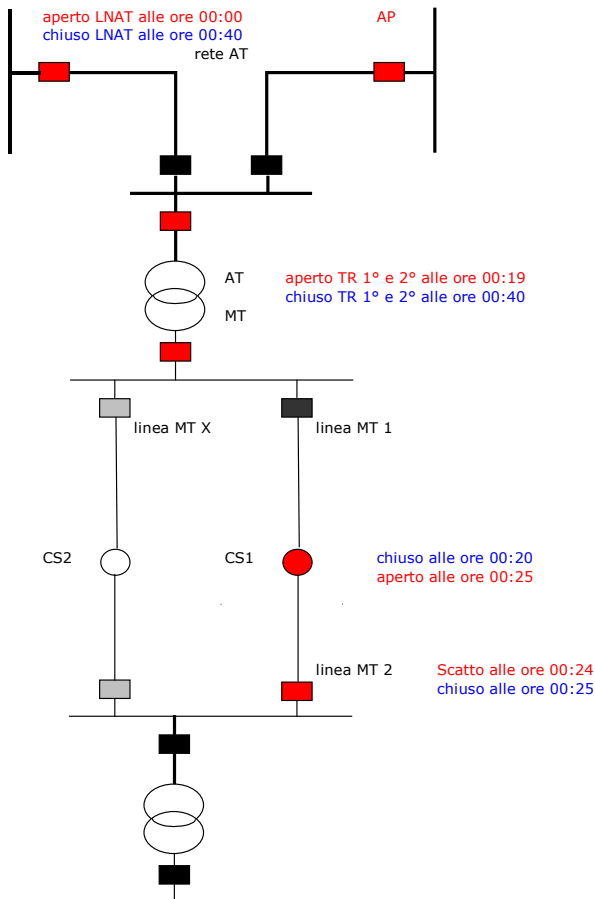 aperto LNAT alle ore 00:00
AP
chiuso LNAT alle ore 00:40
rete AT
AT
aperto TR 1° e 2° alle ore 00:19
chiuso TR 1° e 2° alle ore 00:40
MT
linea MT X
linea MT 1
CS2
CS1
chiuso alle ore 00:20
aperto alle ore 00:25
linea MT 2
Scatto alle ore 00:24
chiuso alle ore 00:25